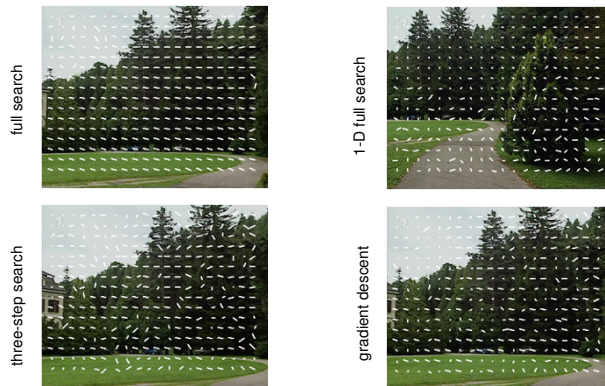 full search
1-D full search
three-step search
gradient descent